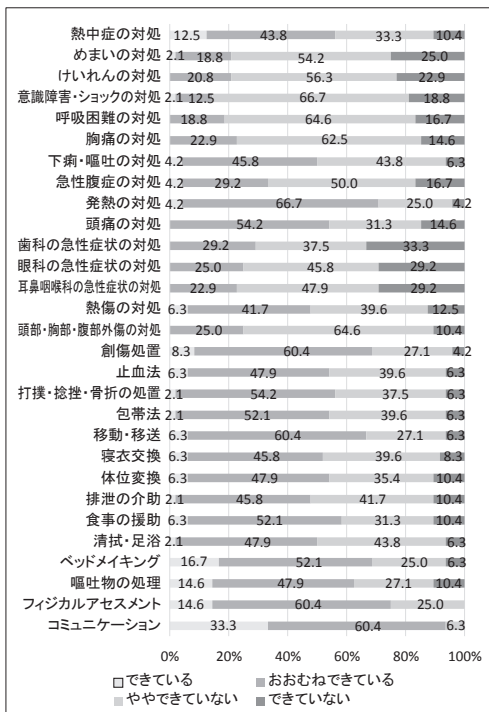 熱中症の対処 12.5 43.8 33.3 10.4
めまいの対処 2.1 18.8 54.2 25.0
けいれんの対処 20.8 56.3 22.9
意識障害・ショックの対処 2.1 12.5 66.7 18.8
呼吸困難の対処 18.8 64.6 16.7
胸痛の対処 22.9 62.5 14.6
下痢・嘔吐の対処 4.2 45.8 43.8 6.3
急性腹症の対処 4.2 29.2 50.0 16.7
発熱の対処 4.2 66.7 25.0 4.2
頭痛の対処 54.2 31.3 14.6
歯科の急性症状の対処 29.2 37.5 33.3
眼科の急性症状の対処 25.0 45.8 29.2
耳鼻咽喉科の急性症状の対処 22.9 47.9 29.2
熱傷の対処 6.3 41.7 39.6 12.5
頭部・胸部・腹部外傷の対処 25.0 64.6 10.4
創傷処置 8.3 60.4 27.1 4.2
止血法 6.3 47.9 39.6 6.3
打撲・捻挫・骨折の処置 2.1 54.2 37.5 6.3
包帯法 2.1 52.1 39.6 6.3
移動・移送 6.3 60.4 27.1 6.3
寝衣交換 6.3 45.8 39.6 8.3
体位変換 6.3 47.9 35.4 10.4
排泄の介助 2.1 45.8 41.7 10.4
食事の援助 6.3 52.1 31.3 10.4
清拭・足浴 2.1 47.9 43.8 6.3
ベッドメイキング 16.7 52.1 25.0 6.3
嘔吐物の処理 14.6 47.9 27.1 10.4
フィジカルアセスメント 14.6 60.4 25.0
コミュニケーション 33.3 60.4 6.3
0% 20% 40% 60% 80% 100%
できている おおむねできている
ややできていない できていない